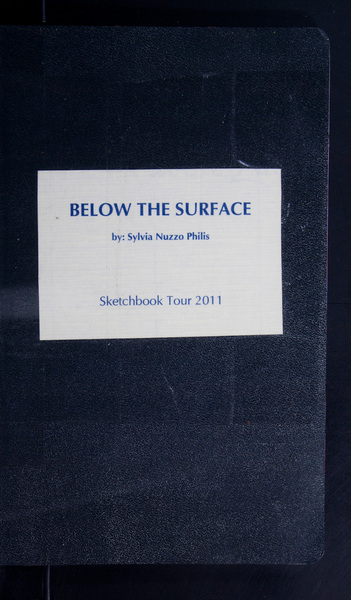 BELOW THE SURFACE
by: Sylvia Nuzzo Philis
Sketchbook Tour 2011